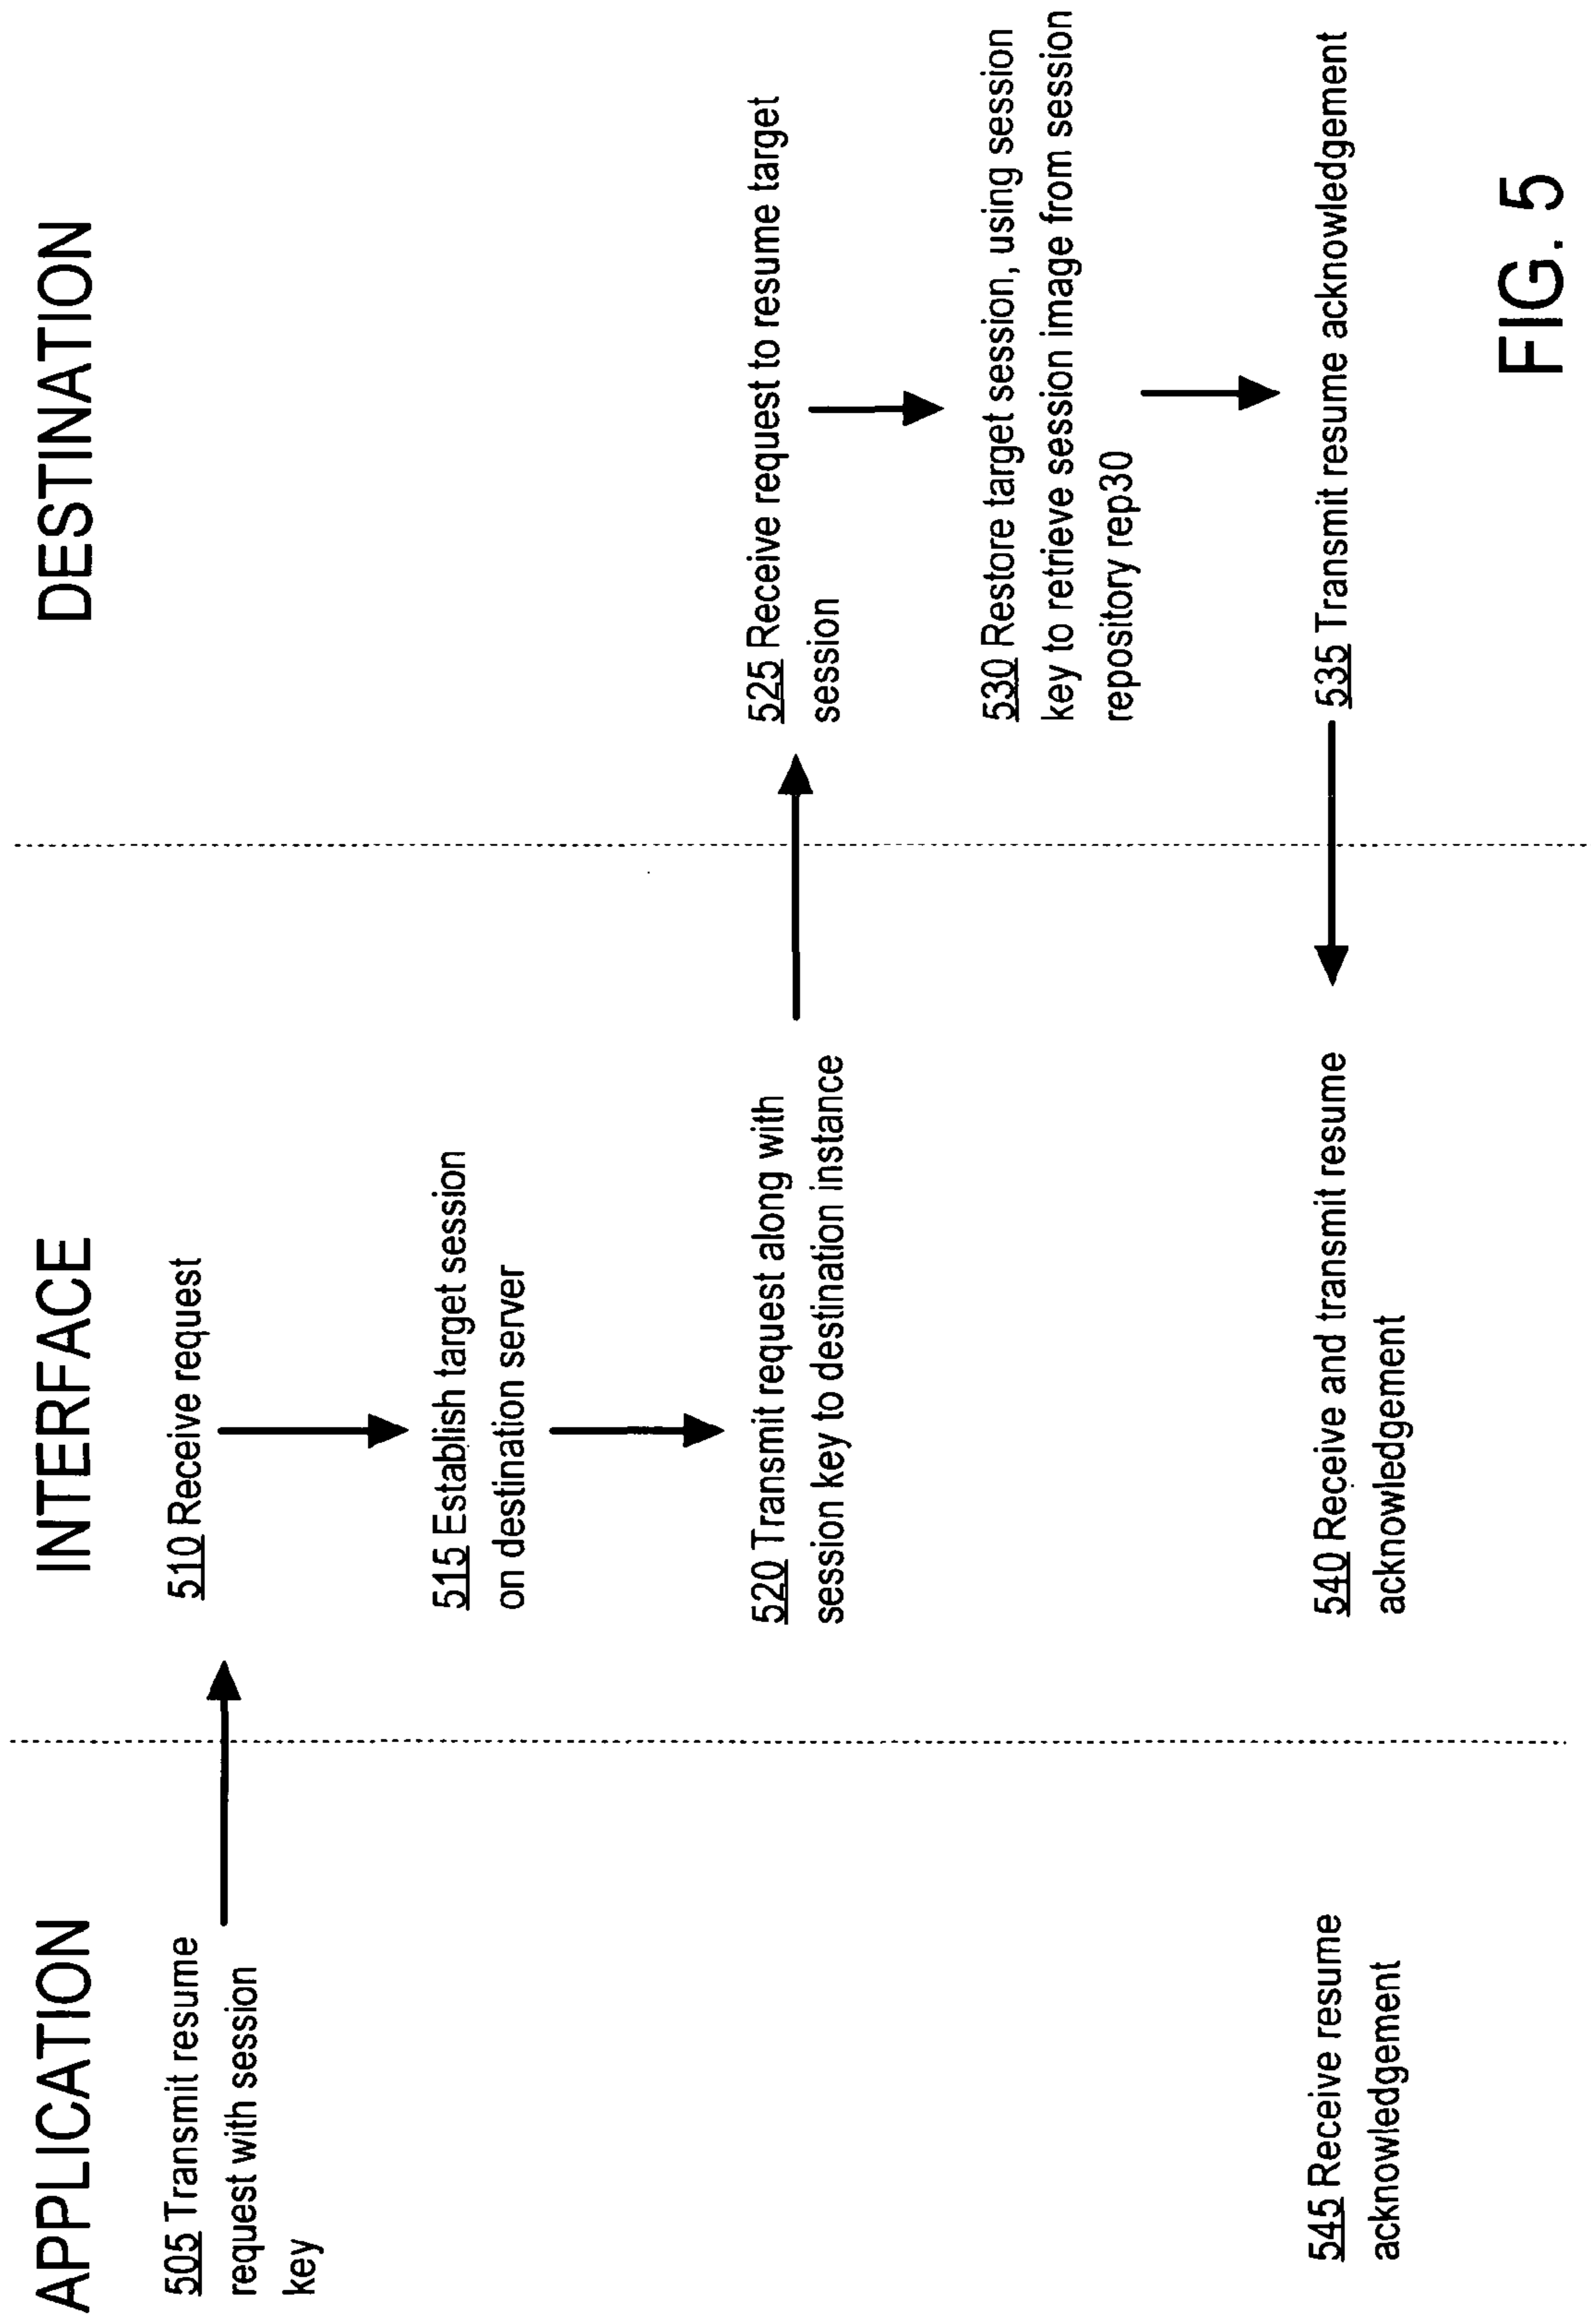 APPLICATION
INTERFACE
DESTINATION
505 Transmit resume
request with session
key
510 Receive request
515 Establish target session
on destination server
520 Transmit request along with
session key to destination instance
525 Receive request to resume target
session
530 Restore target session, using session
key to retrieve session image from session
repository rep30
535 Transmit resume acknowledgement
540 Receive and transmit resume
acknowledgement
545 Receive resume
acknowledgement
FIG. 5